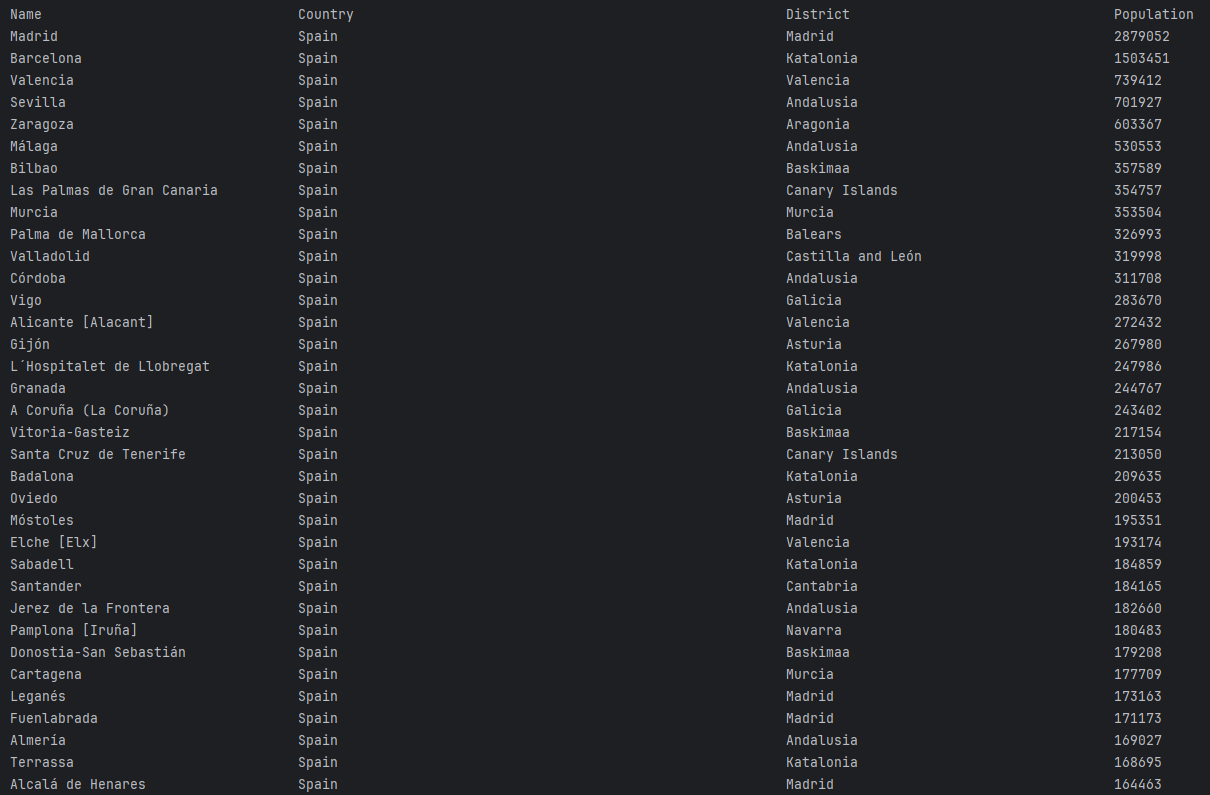 Name Country District Population
Madrid Spain Madrid 2879052
Barcelona Spain Katalonia 1503451
Valencia Spain Valencia 739412
Sevilla Spain Andalusia 701927
Zaragoza Spain Aragonia 603367
Málaga Spain Andalusia 530553
Bilbao Spain Baskimaa 357589
Las Palmas de Gran Canaria Spain Canary Islands 354757
Murcia Spain Murcia 353504
Palma de Mallorca Spain Balears 326993
Valladolid Spain Castilla and León 319998
Córdoba Spain Andalusia 311708
Vigo Spain Galicia 283670
Alicante [Alacant] Spain Valencia 272432
Gijón Spain Asturia 267980
L´Hospitalet de Llobregat Spain Katalonia 247986
Granada Spain Andalusia 244767
A Coruña (La Coruña) Spain Galicia 243402
Vitoria-Gasteiz Spain Baskimaa 217154
Santa Cruz de Tenerife Spain Canary Islands 213050
Badalona Spain Katalonia 209635
Oviedo Spain Asturia 200453
Móstoles Spain Madrid 195351
Elche [Elx] Spain Valencia 193174
Sabadell Spain Katalonia 184859
Santander Spain Cantabria 184165
Jerez de la Frontera Spain Andalusia 182660
Pamplona [Iruña] Spain Navarra 180483
Donostia-San Sebastián Spain Baskimaa 179208
Cartagena Spain Murcia 177709
Leganés Spain Madrid 173163
Fuenlabrada Spain Madrid 171173
Almería Spain Andalusia 169027
Terrassa Spain Katalonia 168695
Alcalá de Henares Spain Madrid 164463